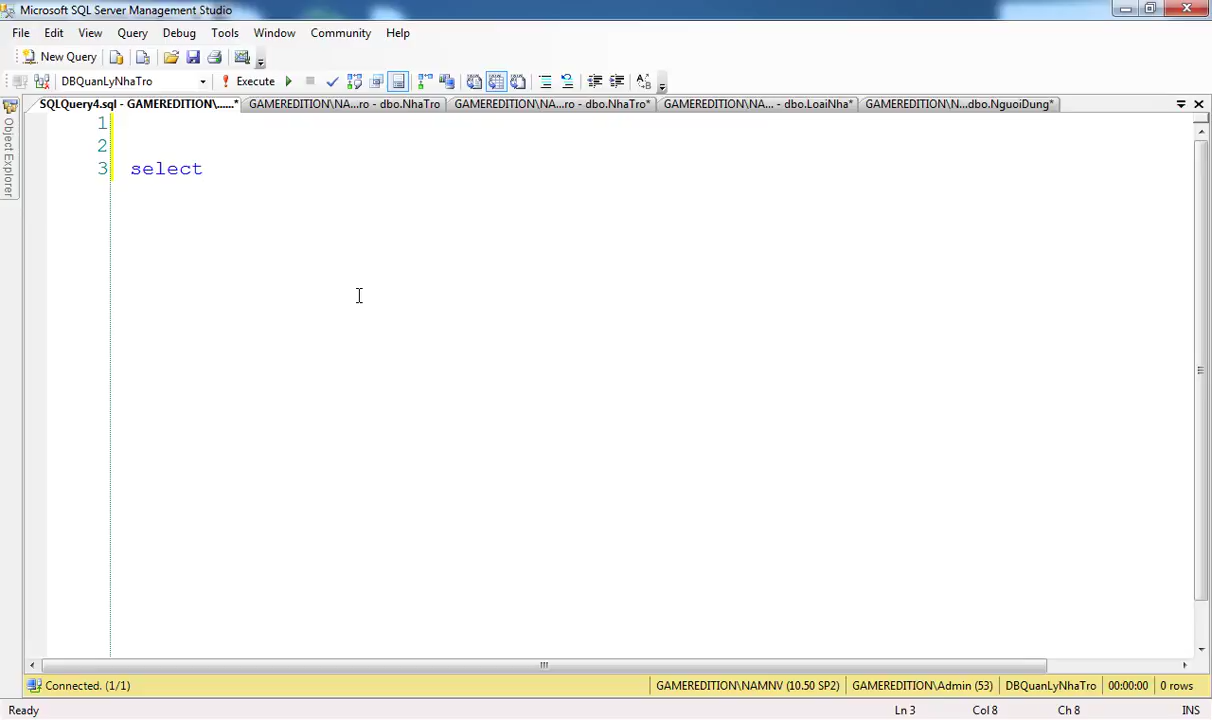 Microsoft SQL Server Management Studio
File Edit View Query Debug Tools Window Community Help
New Query
DBQuanLyNhaTro Execute
SQLQuery4.sql - GAMEREDITION\......* GAMEREDITION\NA...ro - dbo.NhaTro GAMEREDITION\NA...ro - dbo.NhaTro* GAMEREDITION\NA... - dbo.LoaiNha* GAMEREDITION\N...dbo.NguoiDung*
Object Explorer
1
2
3 select
Connected. (1/1) GAMEREDITION\NAMNV (10.50 SP2) GAMEREDITION\Admin (53) DBQuanLyNhaTro 00:00:00 0 rows
Ready Ln 3 Col 8 Ch 8 INS